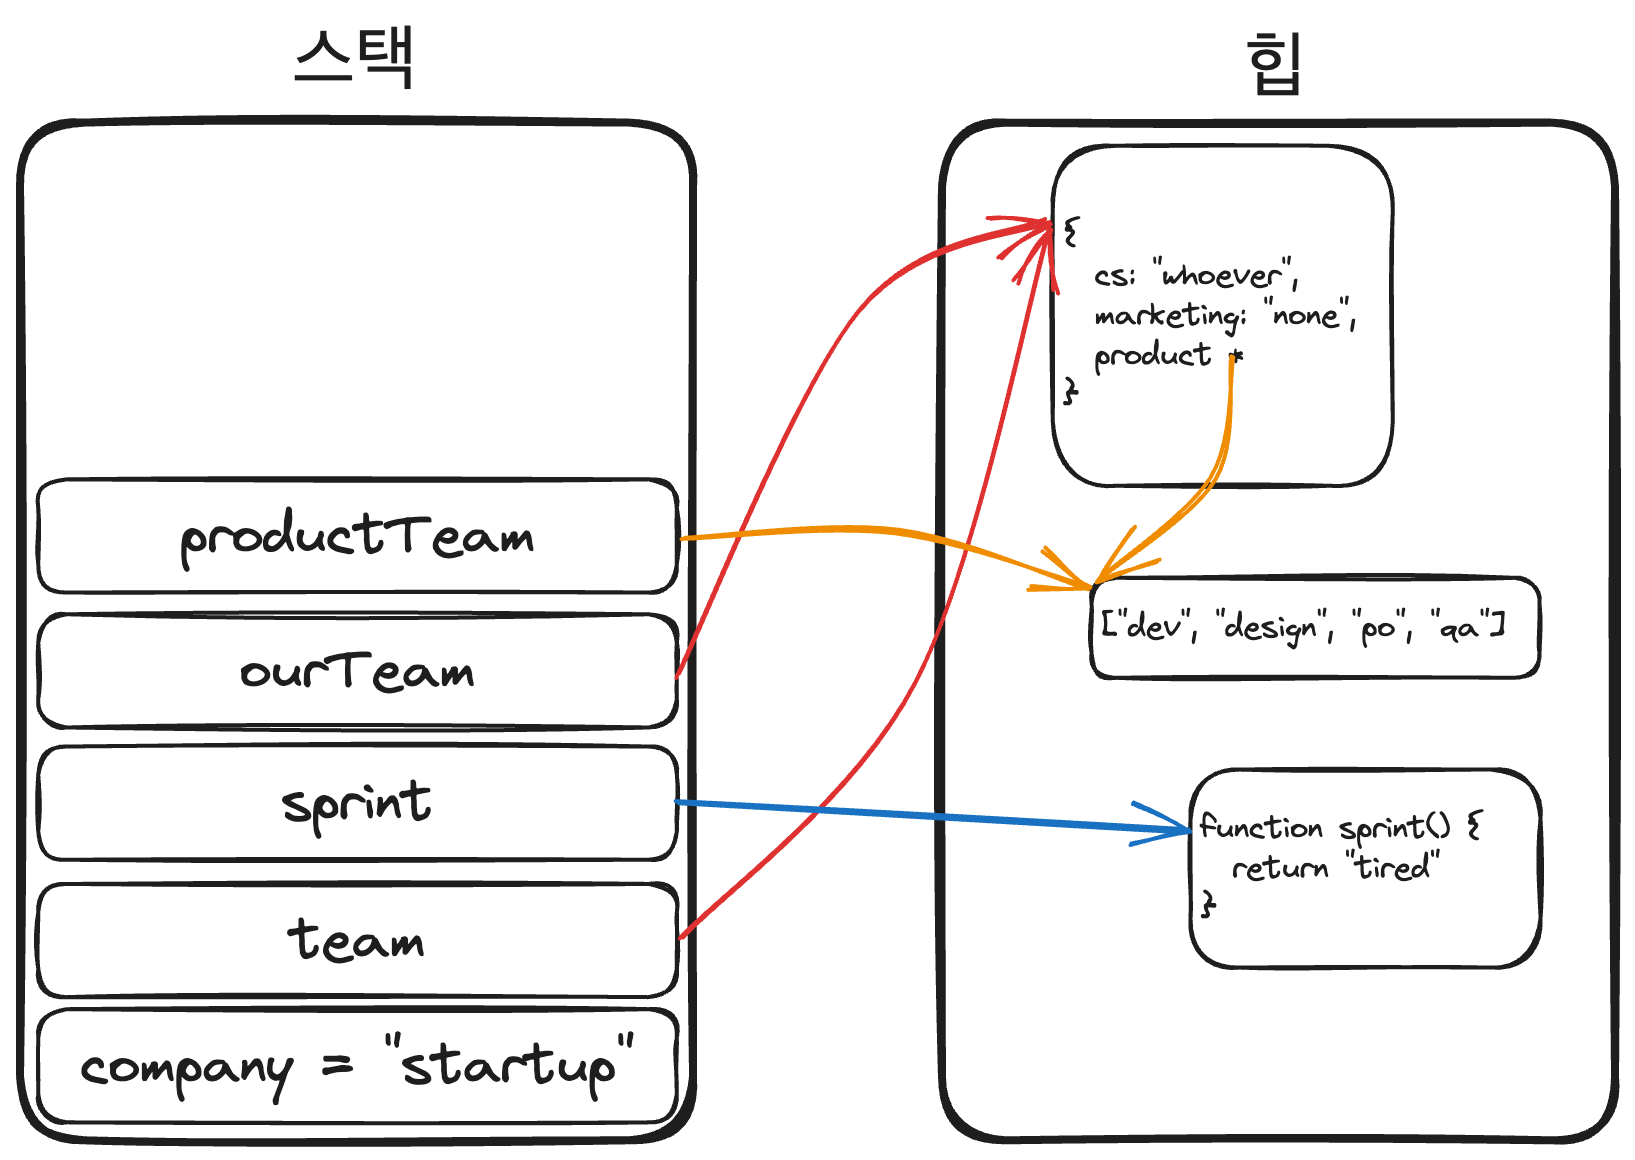 스택
productTeam
ourTeam
sprint
team
company = "startup"
힙
{
cs: "whoever",
marketing: "none",
product *
}
["dev", "design", "po", "qa"]
function sprint() {
return "tired"
}